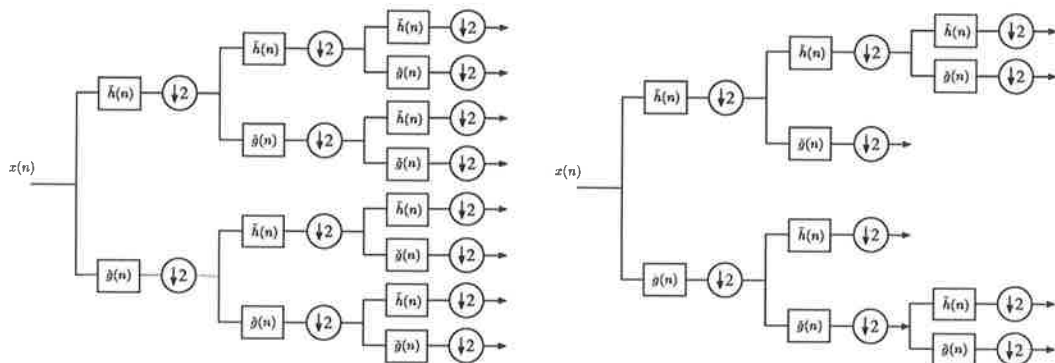 h̃(n) ↓2 h̃(n) ↓2
g̃(n) ↓2
h̃(n) ↓2
h̃(n) ↓2
g̃(n) ↓2
g̃(n) ↓2
x(n)
h̃(n) ↓2
h̃(n) ↓2
g̃(n) ↓2
g̃(n) ↓2
h̃(n) ↓2
g̃(n) ↓2
g̃(n) ↓2
h̃(n) ↓2
h̃(n) ↓2
g̃(n) ↓2
h̃(n) ↓2
g̃(n) ↓2
x(n)
h̃(n) ↓2
g(n) ↓2
h̃(n) ↓2
g̃(n) ↓2
g̃(n) ↓2